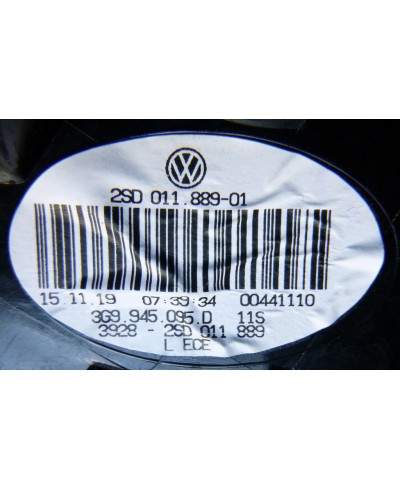 2SD 011.889-01
15.11.19 07:39:34 00441110
3G9.945.095.D 11S
3928 - 2SD 011 889
L ECE